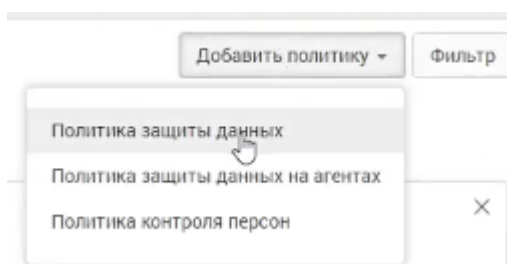 Добавить политику Фильтр
Политика защиты данных
Политика защиты данных на агентах
Политика контроля персон